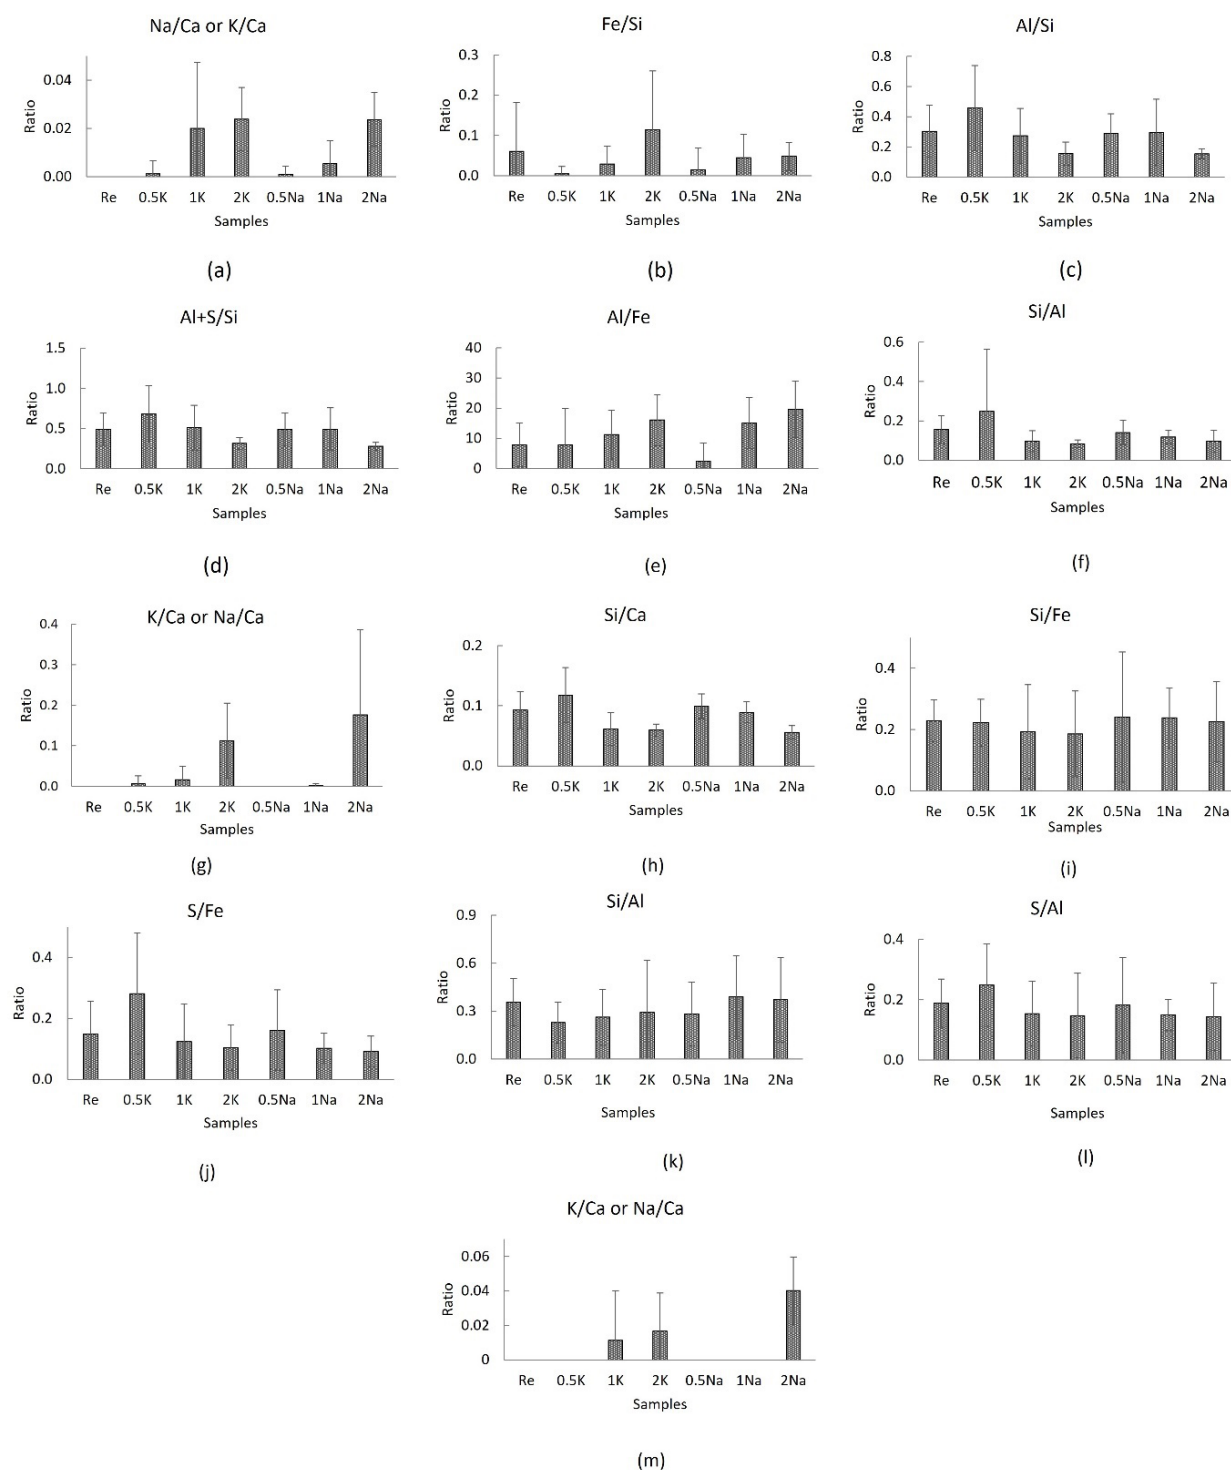 Na/Ca or K/Ca
Ratio
0.04
0.02
0.00
Re 0.5K 1K 2K 0.5Na 1Na 2Na
Samples
(a)
Fe/Si
Ratio
0.3
0.2
0.1
0.0
Re 0.5K 1K 2K 0.5Na 1Na 2Na
Samples
(b)
Al/Si
Ratio
0.8
0.6
0.4
0.2
0.0
Re 0.5K 1K 2K 0.5Na 1Na 2Na
Samples
(c)
Al+S/Si
Ratio
1.5
1.0
0.5
0.0
Re 0.5K 1K 2K 0.5Na 1Na 2Na
Samples
(d)
Al/Fe
Ratio
40
30
20
10
0
Re 0.5K 1K 2K 0.5Na 1Na 2Na
Samples
(e)
Si/Al
Ratio
0.6
0.4
0.2
0.0
Re 0.5K 1K 2K 0.5Na 1Na 2Na
Samples
(f)
K/Ca or Na/Ca
Ratio
0.4
0.3
0.2
0.1
0.0
Re 0.5K 1K 2K 0.5Na 1Na 2Na
Samples
(g)
Si/Ca
Ratio
0.2
0.1
0.0
Re 0.5K 1K 2K 0.5Na 1Na 2Na
Samples
(h)
Si/Fe
Ratio
0.4
0.2
0.0
Re 0.5K 1K 2K 0.5Na 1Na 2Na
Samples
(i)
S/Fe
Ratio
0.4
0.2
0.0
Re 0.5K 1K 2K 0.5Na 1Na 2Na
Samples
(j)
Si/Al
Ratio
0.9
0.6
0.3
0.0
Re 0.5K 1K 2K 0.5Na 1Na 2Na
Samples
(k)
S/Al
Ratio
0.4
0.2
0.0
Re 0.5K 1K 2K 0.5Na 1Na 2Na
Samples
(l)
K/Ca or Na/Ca
Ratio
0.06
0.04
0.02
0
Re 0.5K 1K 2K 0.5Na 1Na 2Na
Samples
(m)